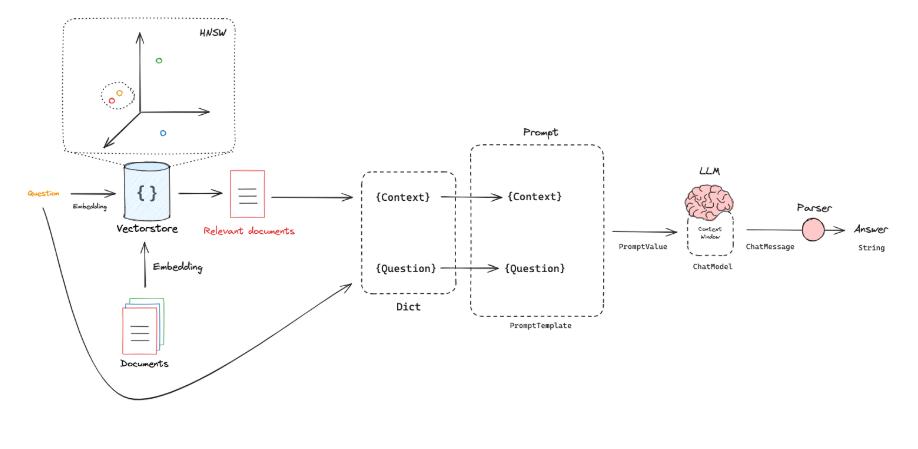 HNSW
Question
Embedding
{ }
Vectorstore
Relevant documents
Embedding
Documents
{Context}
{Question}
Dict
Prompt
{Context}
{Question}
PromptTemplate
PromptValue
LLM
Context
Window
ChatModel
ChatMessage
Parser
Answer
String